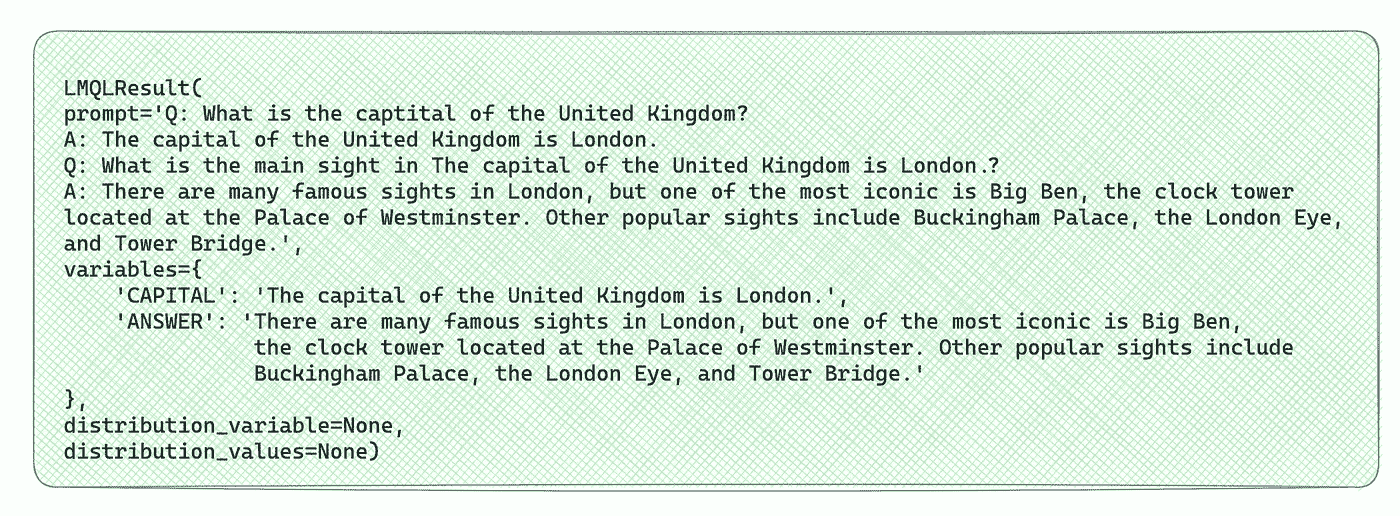 LMQLResult(
prompt='Q: What is the captital of the United Kingdom?
A: The capital of the United Kingdom is London.
Q: What is the main sight in The capital of the United Kingdom is London.?
A: There are many famous sights in London, but one of the most iconic is Big Ben, the clock tower
located at the Palace of Westminster. Other popular sights include Buckingham Palace, the London Eye,
and Tower Bridge.',
variables={
    'CAPITAL': 'The capital of the United Kingdom is London.',
    'ANSWER': 'There are many famous sights in London, but one of the most iconic is Big Ben,
               the clock tower located at the Palace of Westminster. Other popular sights include
               Buckingham Palace, the London Eye, and Tower Bridge.'
},
distribution_variable=None,
distribution_values=None)